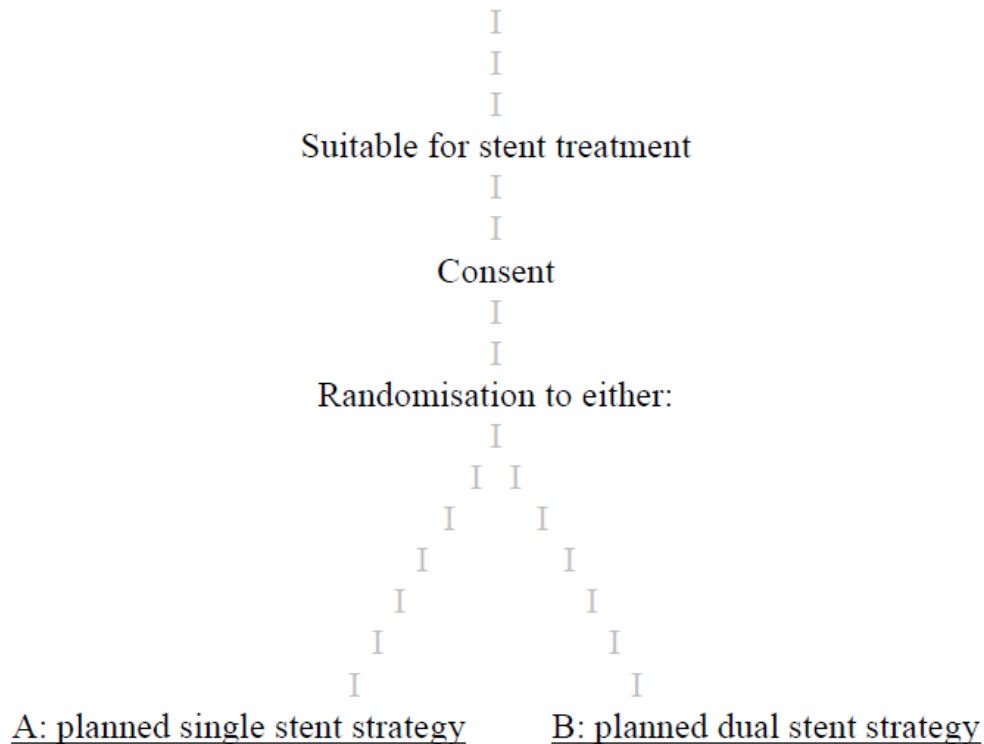 I
I
I
Suitable for stent treatment
I
I
Consent
I
I
Randomisation to either:
I
I I
I I
I I
I I
I I
I I
A: planned single stent strategy B: planned dual stent strategy